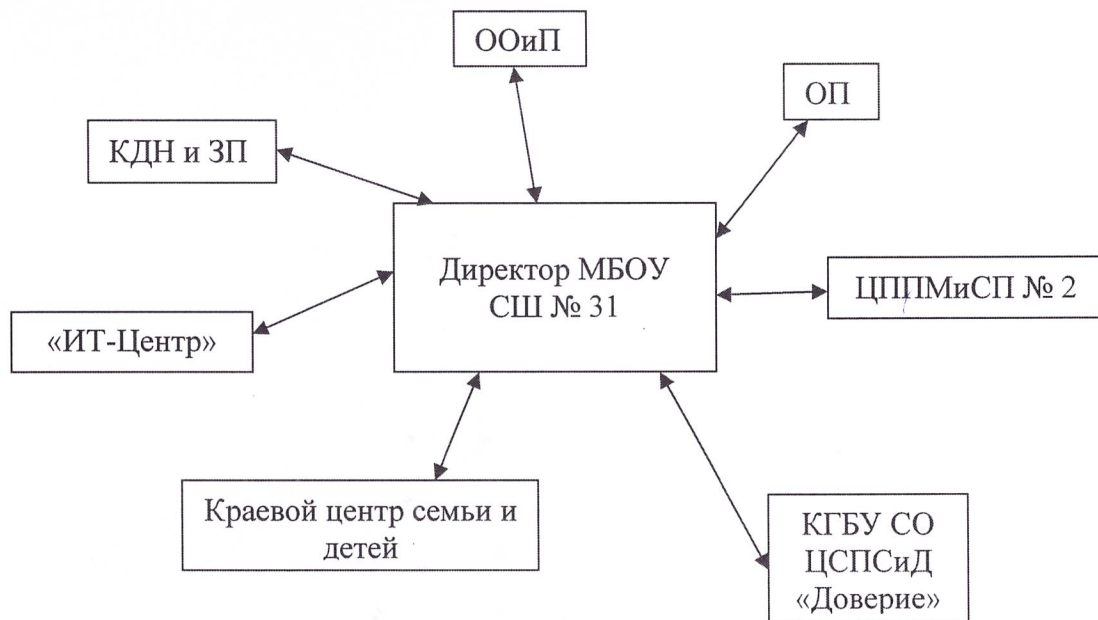 ООиП
ОП
КДН и ЗП
Директор МБОУ
СШ № 31
ЦППМиСП № 2
«ИТ-Центр»
Краевой центр семьи и
детей
КГБУ СО
ЦСПСиД
«Доверие»